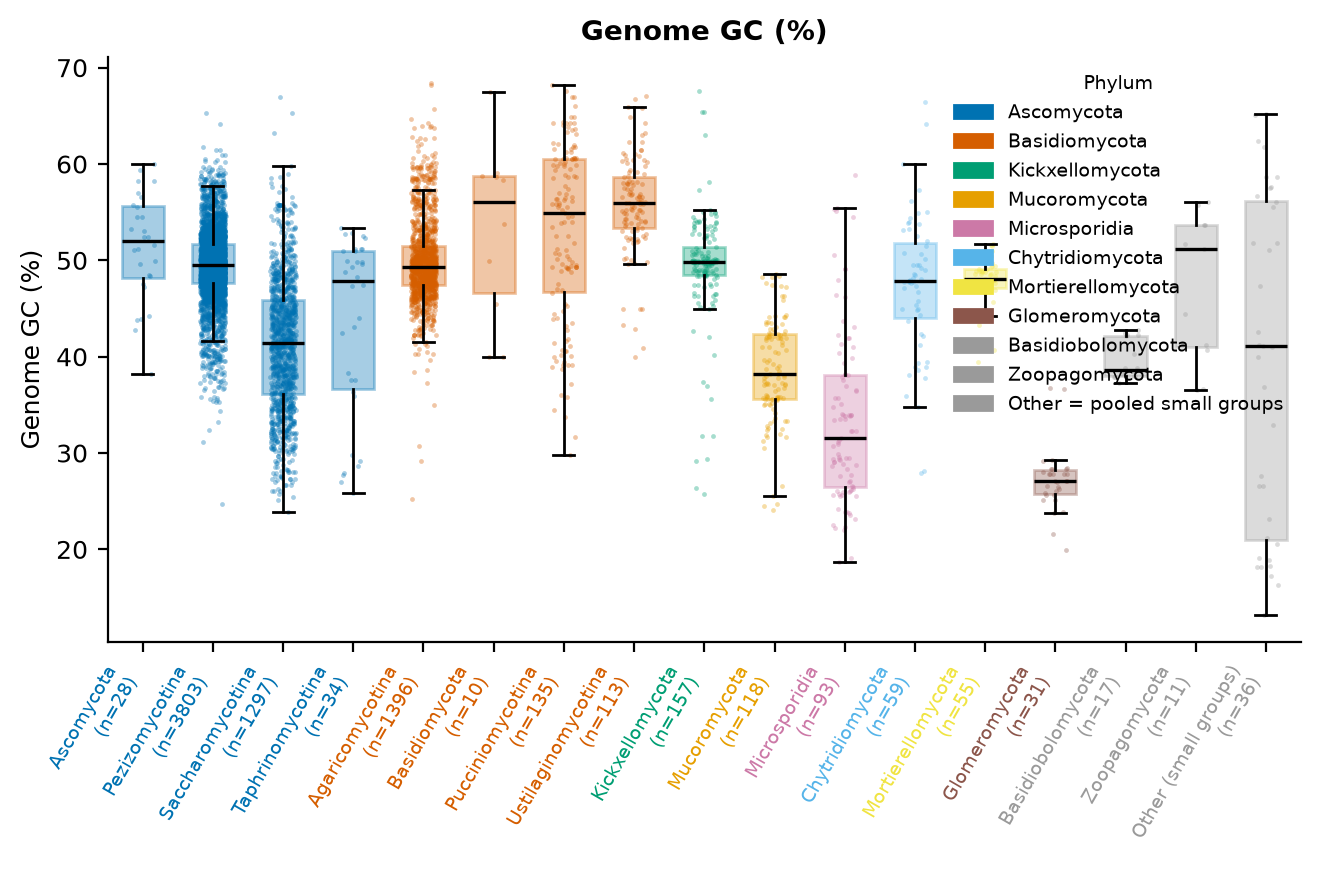 Genome GC (%)
Genome GC (%)
70
60
50
40
30
20
Phylum
Ascomycota
Basidiomycota
Kickxellomycota
Mucoromycota
Microsporidia
Chytridiomycota
Mortierellomycota
Glomeromycota
Basidiobolomycota
Zoopagomycota
Other = pooled small groups
Ascomycota
(n=28)
Pezizomycotina
(n=3803)
Saccharomycotina
(n=1297)
Taphrinomycotina
(n=34)
Agaricomycotina
(n=1396)
Basidiomycota
(n=10)
Pucciniomycotina
(n=135)
Ustilaginomycotina
(n=113)
Kickxellomycota
(n=157)
Mucoromycota
(n=118)
Microsporidia
(n=93)
Chytridiomycota
(n=59)
Mortierellomycota
(n=55)
Glomeromycota
(n=31)
Basidiobolomycota
(n=17)
Zoopagomycota
(n=11)
Other (small groups)
(n=36)